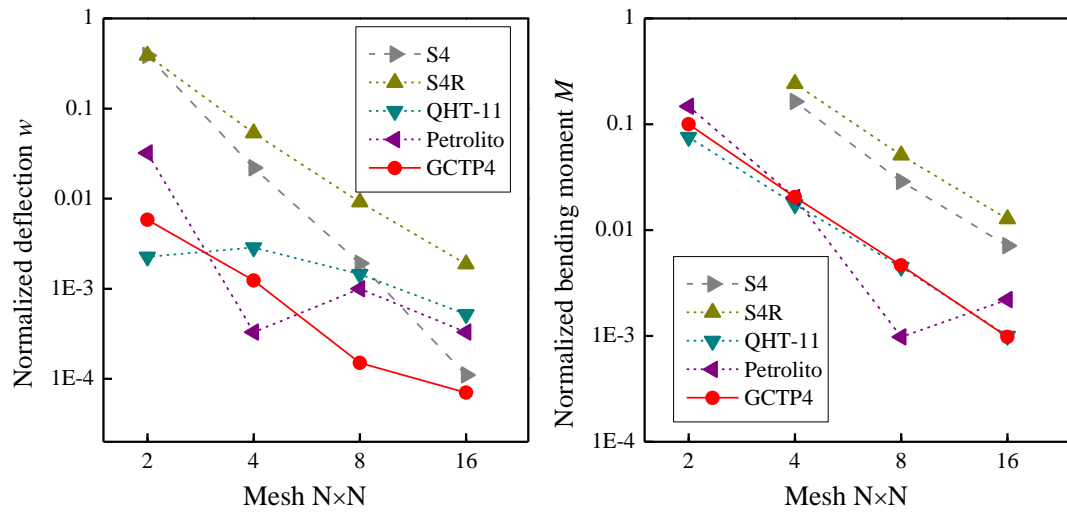 Normalized deflection w
1
0.1
0.01
1E-3
1E-4
S4
S4R
QHT-11
Petrolito
GCTP4
2 4 8 16
Mesh N×N
Normalized bending moment M
1
0.1
0.01
1E-3
1E-4
S4
S4R
QHT-11
Petrolito
GCTP4
2 4 8 16
Mesh N×N